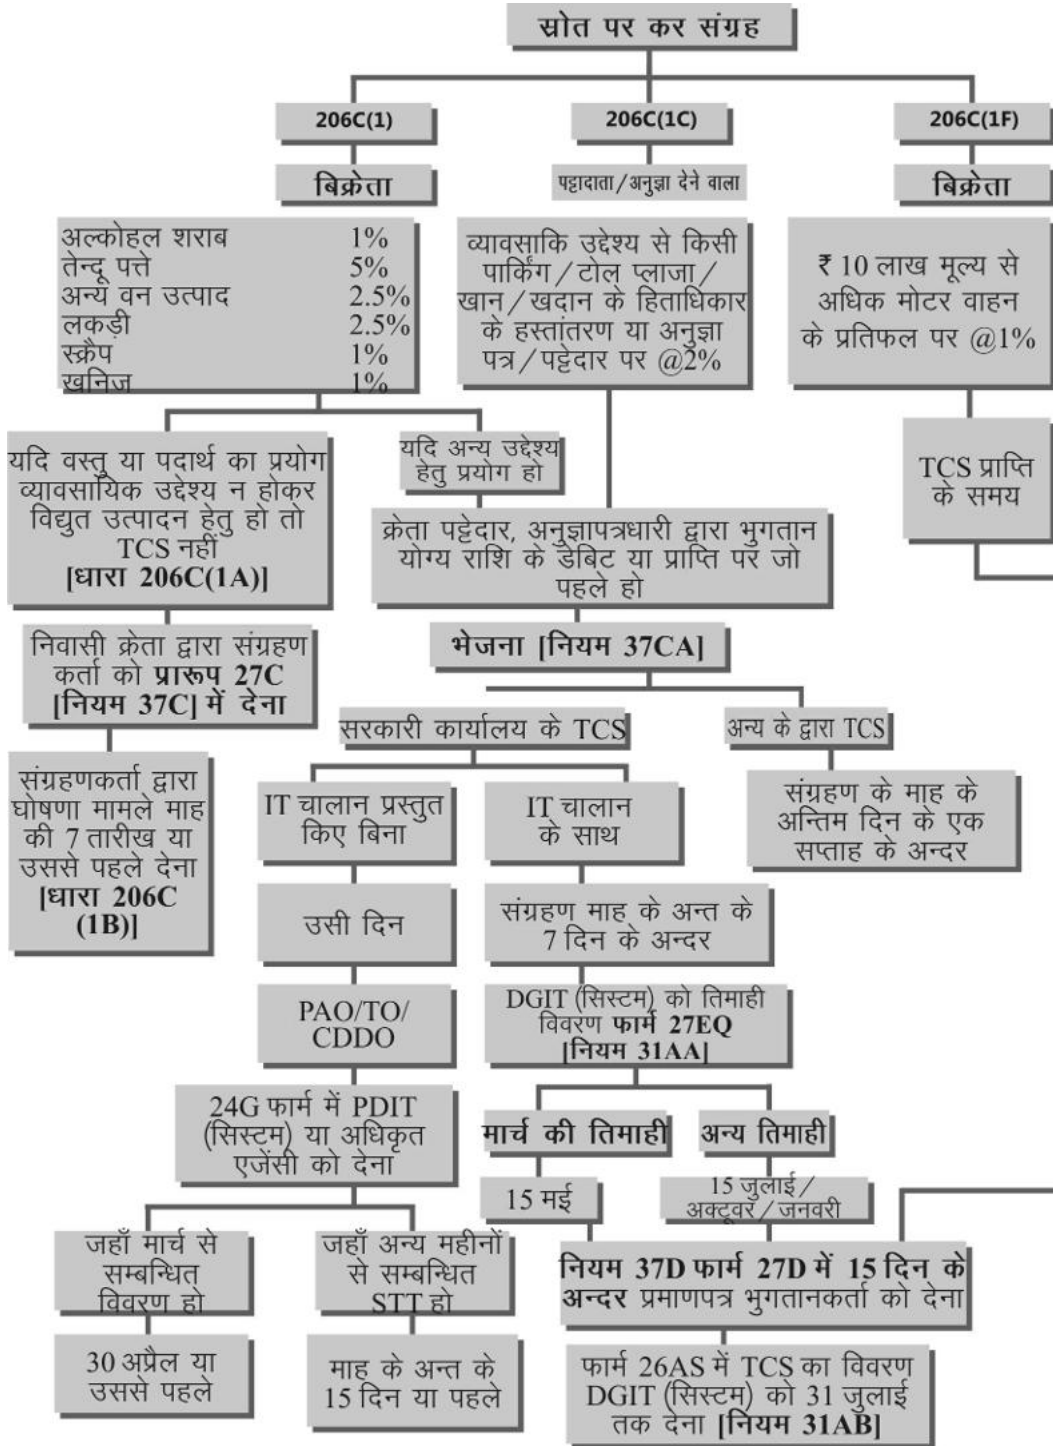 स्रोत पर कर संग्रह
206C(1)
बिक्रेता
अल्कोहल शराब 1%
तेन्दू पत्ते 5%
अन्य वन उत्पाद 2.5%
लकड़ी 2.5%
स्क्रैप 1%
खनिज 1%
206C(1C)
पट्टादाता/अनुज्ञा देने वाला
व्यावसाकि उद्देश्य से किसी
पार्किंग/टोल प्लाजा/
खान/खदान के हिताधिकार
के हस्तांतरण या अनुज्ञा
पत्र/पट्टेदार पर @2%
206C(1F)
बिक्रेता
₹ 10 लाख मूल्य से
अधिक मोटर वाहन
के प्रतिफल पर @1%
TCS प्राप्ति
के समय
यदि वस्तु या पदार्थ का प्रयोग
व्यावसायिक उद्देश्य न होकर
विद्युत उत्पादन हेतु हो तो
TCS नहीं
[धारा 206C(1A)]
यदि अन्य उद्देश्य
हेतु प्रयोग हो
क्रेता पट्टेदार, अनुज्ञापत्रधारी द्वारा भुगतान
योग्य राशि के डेबिट या प्राप्ति पर जो
पहले हो
निवासी क्रेता द्वारा संग्रहण
कर्ता को प्रारूप 27C
[नियम 37C] में देना
संग्रहणकर्ता द्वारा
घोषणा मामले माह
की 7 तारीख या
उससे पहले देना
[धारा 206C
(1B)]
भेजना [नियम 37CA]
सरकारी कार्यालय के TCS
अन्य के द्वारा TCS
IT चालान प्रस्तुत
किए बिना
IT चालान
के साथ
संग्रहण के माह के
अन्तिम दिन के एक
सप्ताह के अन्दर
उसी दिन
संग्रहण माह के अन्त के
7 दिन के अन्दर
PAO/TO/
CDDO
DGIT (सिस्टम) को तिमाही
विवरण फार्म 27EQ
[नियम 31AA]
24G फार्म में PDIT
(सिस्टम) या अधिकृत
एजेंसी को देना
मार्च की तिमाही
अन्य तिमाही
15 मई
15 जुलाई/
अक्टूवर/जनवरी
जहाँ मार्च से
सम्बन्धित
विवरण हो
जहाँ अन्य महीनों
से सम्बन्धित
STT हो
नियम 37D फार्म 27D में 15 दिन के
अन्दर प्रमाणपत्र भुगतानकर्ता को देना
30 अप्रैल या
उससे पहले
माह के अन्त के
15 दिन या पहले
फार्म 26AS में TCS का विवरण
DGIT (सिस्टम) को 31 जुलाई
तक देना [नियम 31AB]